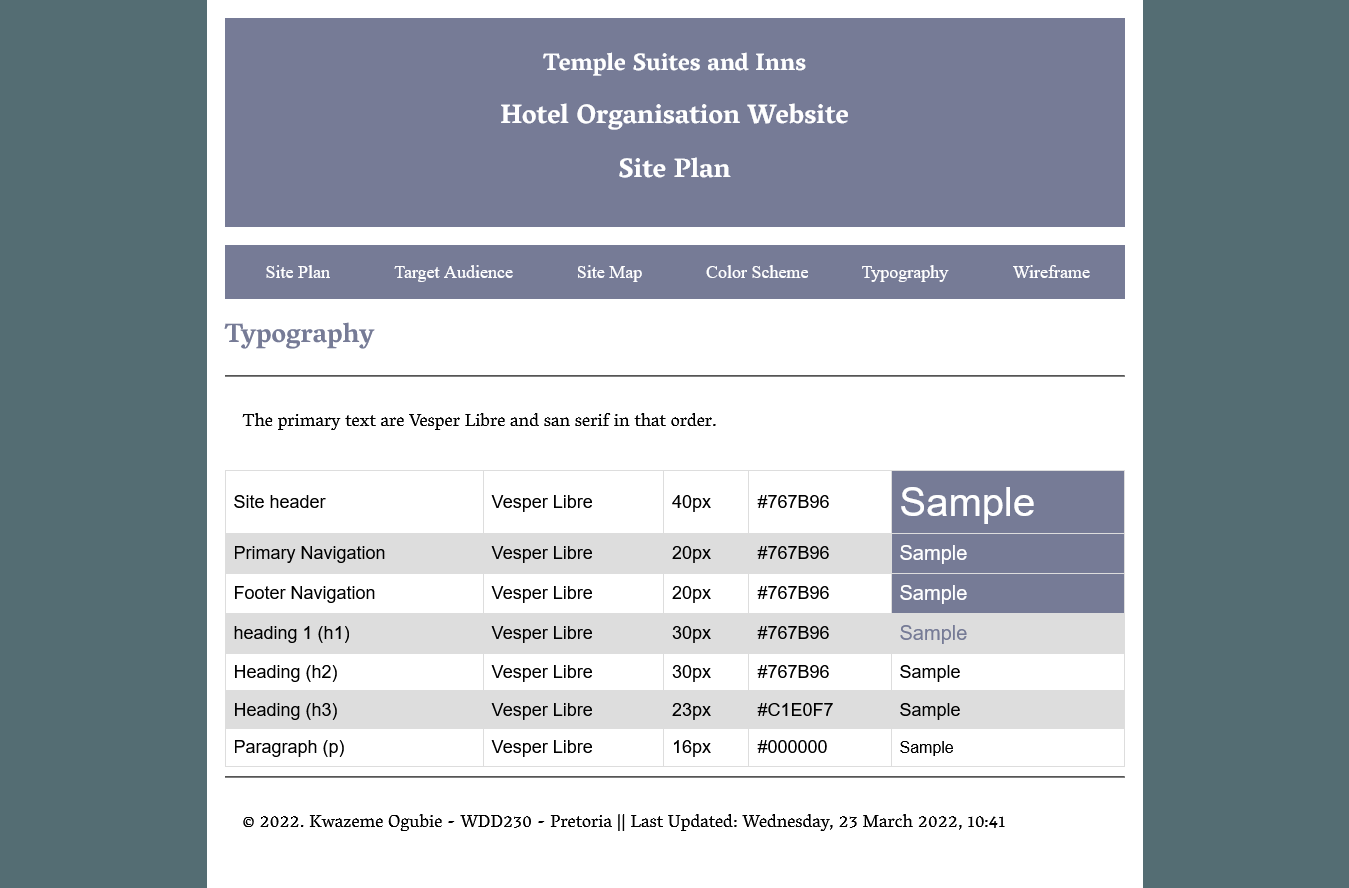 Temple Suites and Inns
Hotel Organisation Website
Site Plan
Site Plan Target Audience Site Map Color Scheme Typography Wireframe
Typography
The primary text are Vesper Libre and san serif in that order.
Site header Vesper Libre 40px #767B96 Sample
Primary Navigation Vesper Libre 20px #767B96 Sample
Footer Navigation Vesper Libre 20px #767B96 Sample
heading 1 (h1) Vesper Libre 30px #767B96 Sample
Heading (h2) Vesper Libre 30px #767B96 Sample
Heading (h3) Vesper Libre 23px #C1E0F7 Sample
Paragraph (p) Vesper Libre 16px #000000 Sample
© 2022. Kwazeme Ogubie - WDD230 - Pretoria || Last Updated: Wednesday, 23 March 2022, 10:41